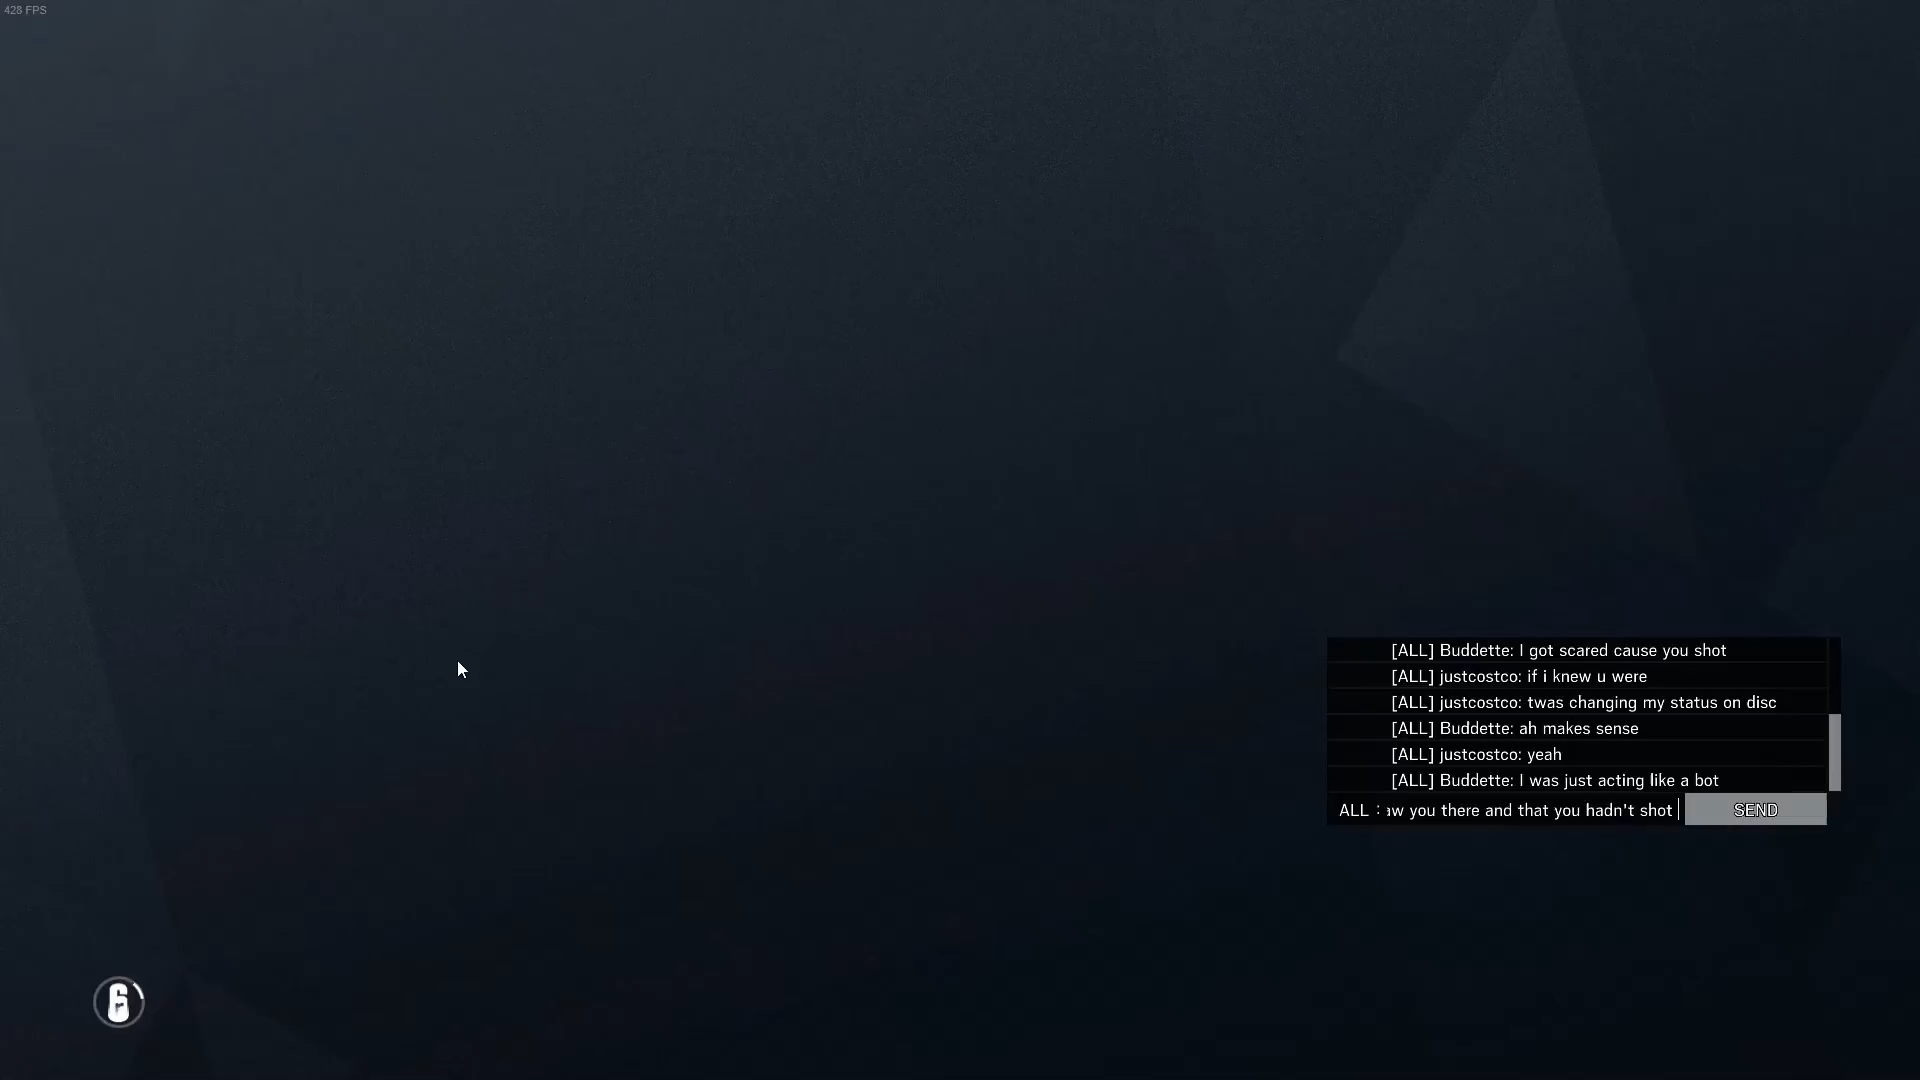 428 FPS
[ALL] Buddette: I got scared cause you shot
[ALL] justcostco: if i knew u were
[ALL] justcostco: twas changing my status on disc
[ALL] Buddette: ah makes sense
[ALL] justcostco: yeah
[ALL] Buddette: I was just acting like a bot
ALL : aw you there and that you hadn't shot SEND
6